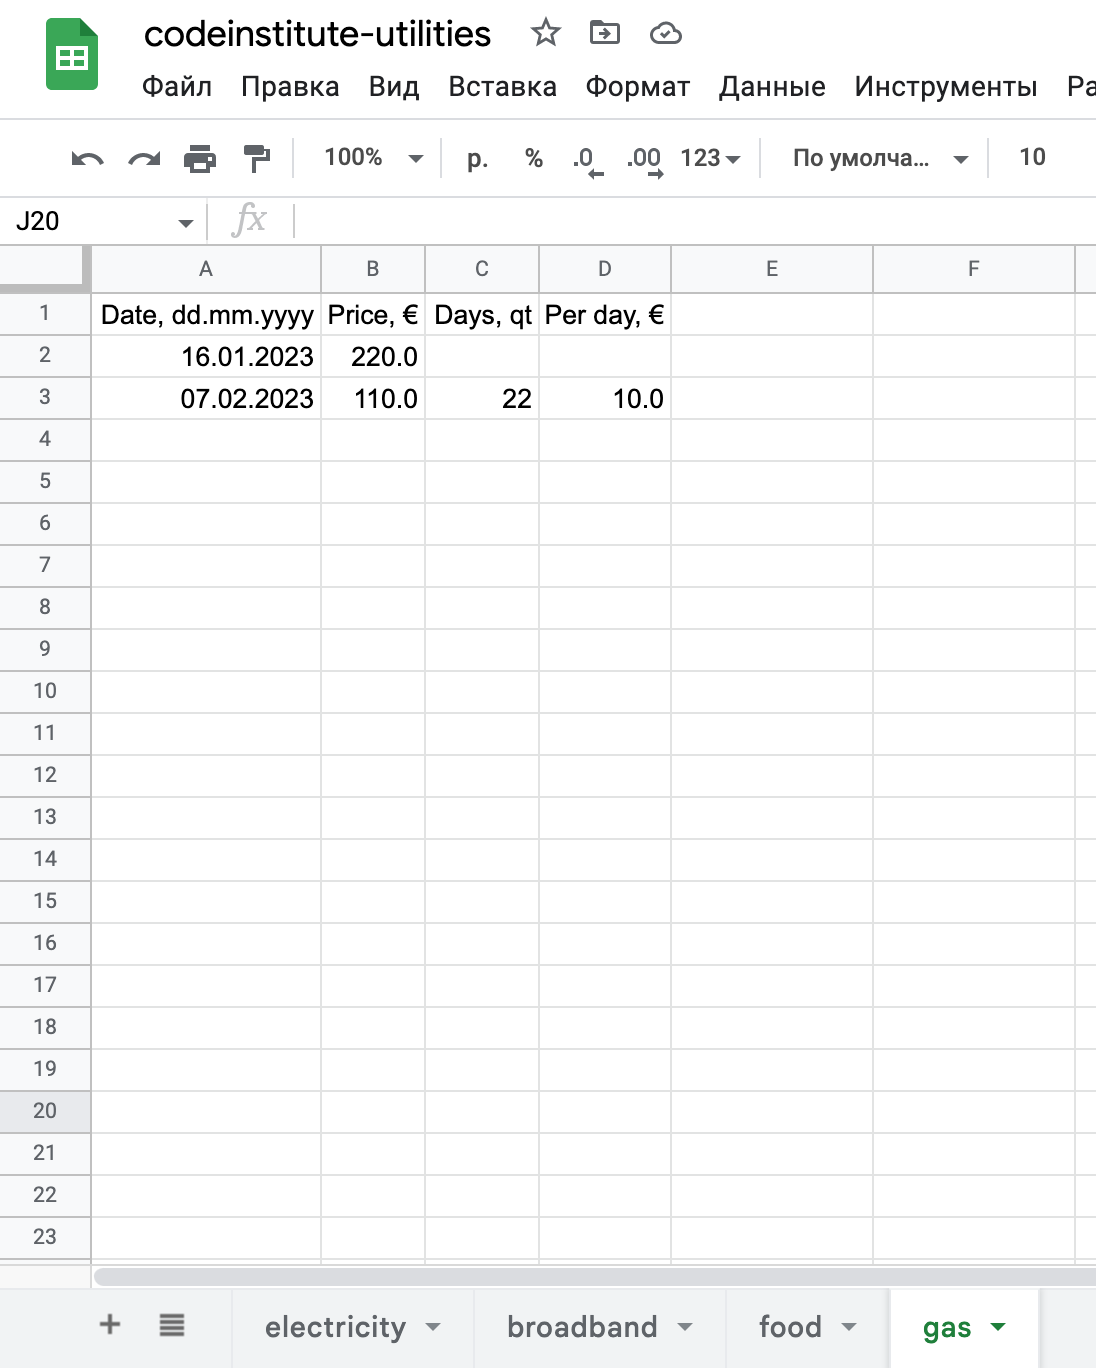 codeinstitute-utilities
Файл Правка Вид Вставка Формат Данные Инструменты Ра
100% р. % .0 .00 123 По умолча... 10
J20 fx
A B C D E F
1 Date, dd.mm.yyyy Price, € Days, qt Per day, €
2 16.01.2023 220.0
3 07.02.2023 110.0 22 10.0
4
5
6
7
8
9
10
11
12
13
14
15
16
17
18
19
20
21
22
23
+ electricity broadband food gas